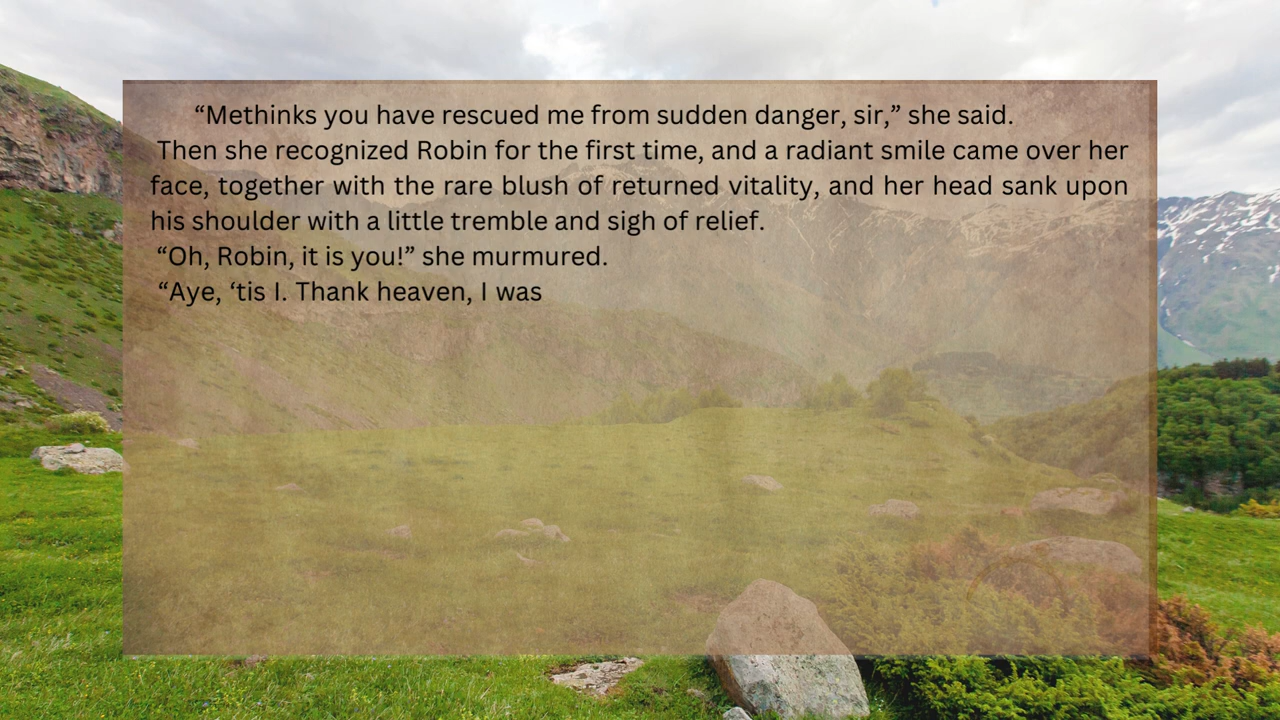 “Methinks you have rescued me from sudden danger, sir,” she said.
Then she recognized Robin for the first time, and a radiant smile came over her
face, together with the rare blush of returned vitality, and her head sank upon
his shoulder with a little tremble and sigh of relief.
“Oh, Robin, it is you!” she murmured.
“Aye, ‘tis I. Thank heaven, I was